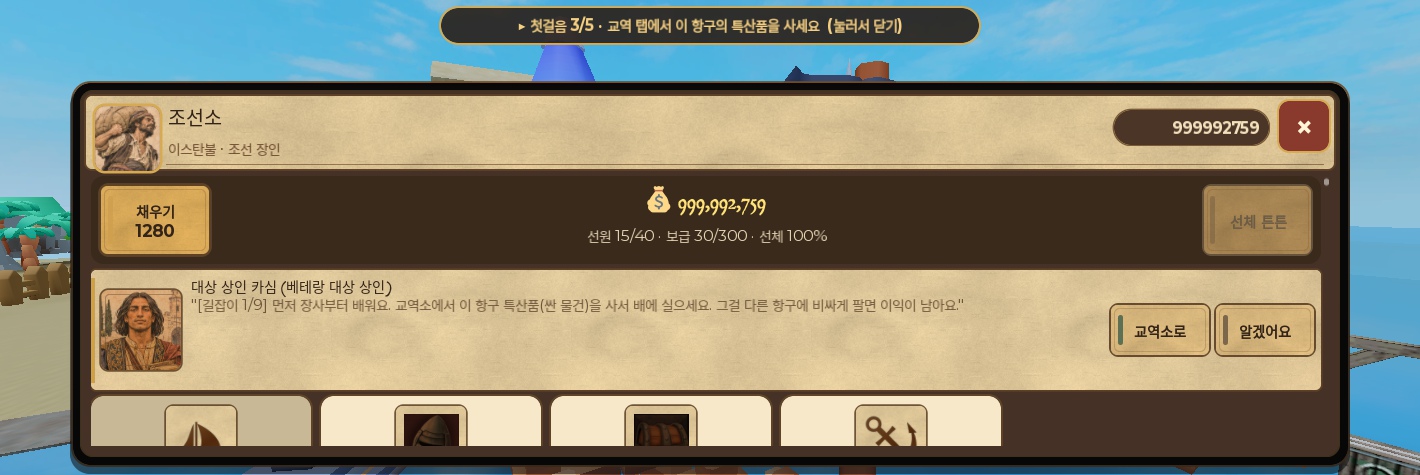 ▸ 첫걸음 3/5 · 교역 탭에서 이 항구의 특산품을 사세요 (눌러서 닫기)
조선소
이스탄불 · 조선 장인
999992759
×
채우기
1280
999,992,759
선원 15/40 · 보급 30/300 · 선체 100%
선체 튼튼
대상 상인 카심 (베테랑 대상 상인)
"[길잡이 1/9] 먼저 장사부터 배워요. 교역소에서 이 항구 특산품(싼 물건)을 사서 배에 실으세요. 그걸 다른 항구에 비싸게 팔면 이익이 남아요."
교역소로
알겠어요